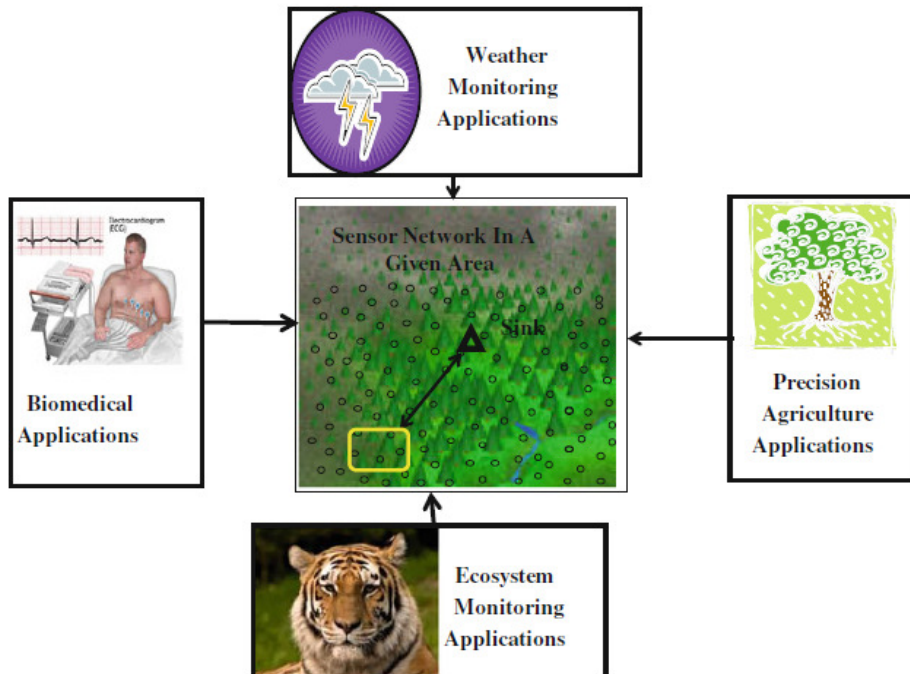 Weather
Monitoring
Applications
Electrocardiogram
(ECG)
Biomedical
Applications
Sensor Network In A
Given Area
Sink
Precision
Agriculture
Applications
Ecosystem
Monitoring
Applications